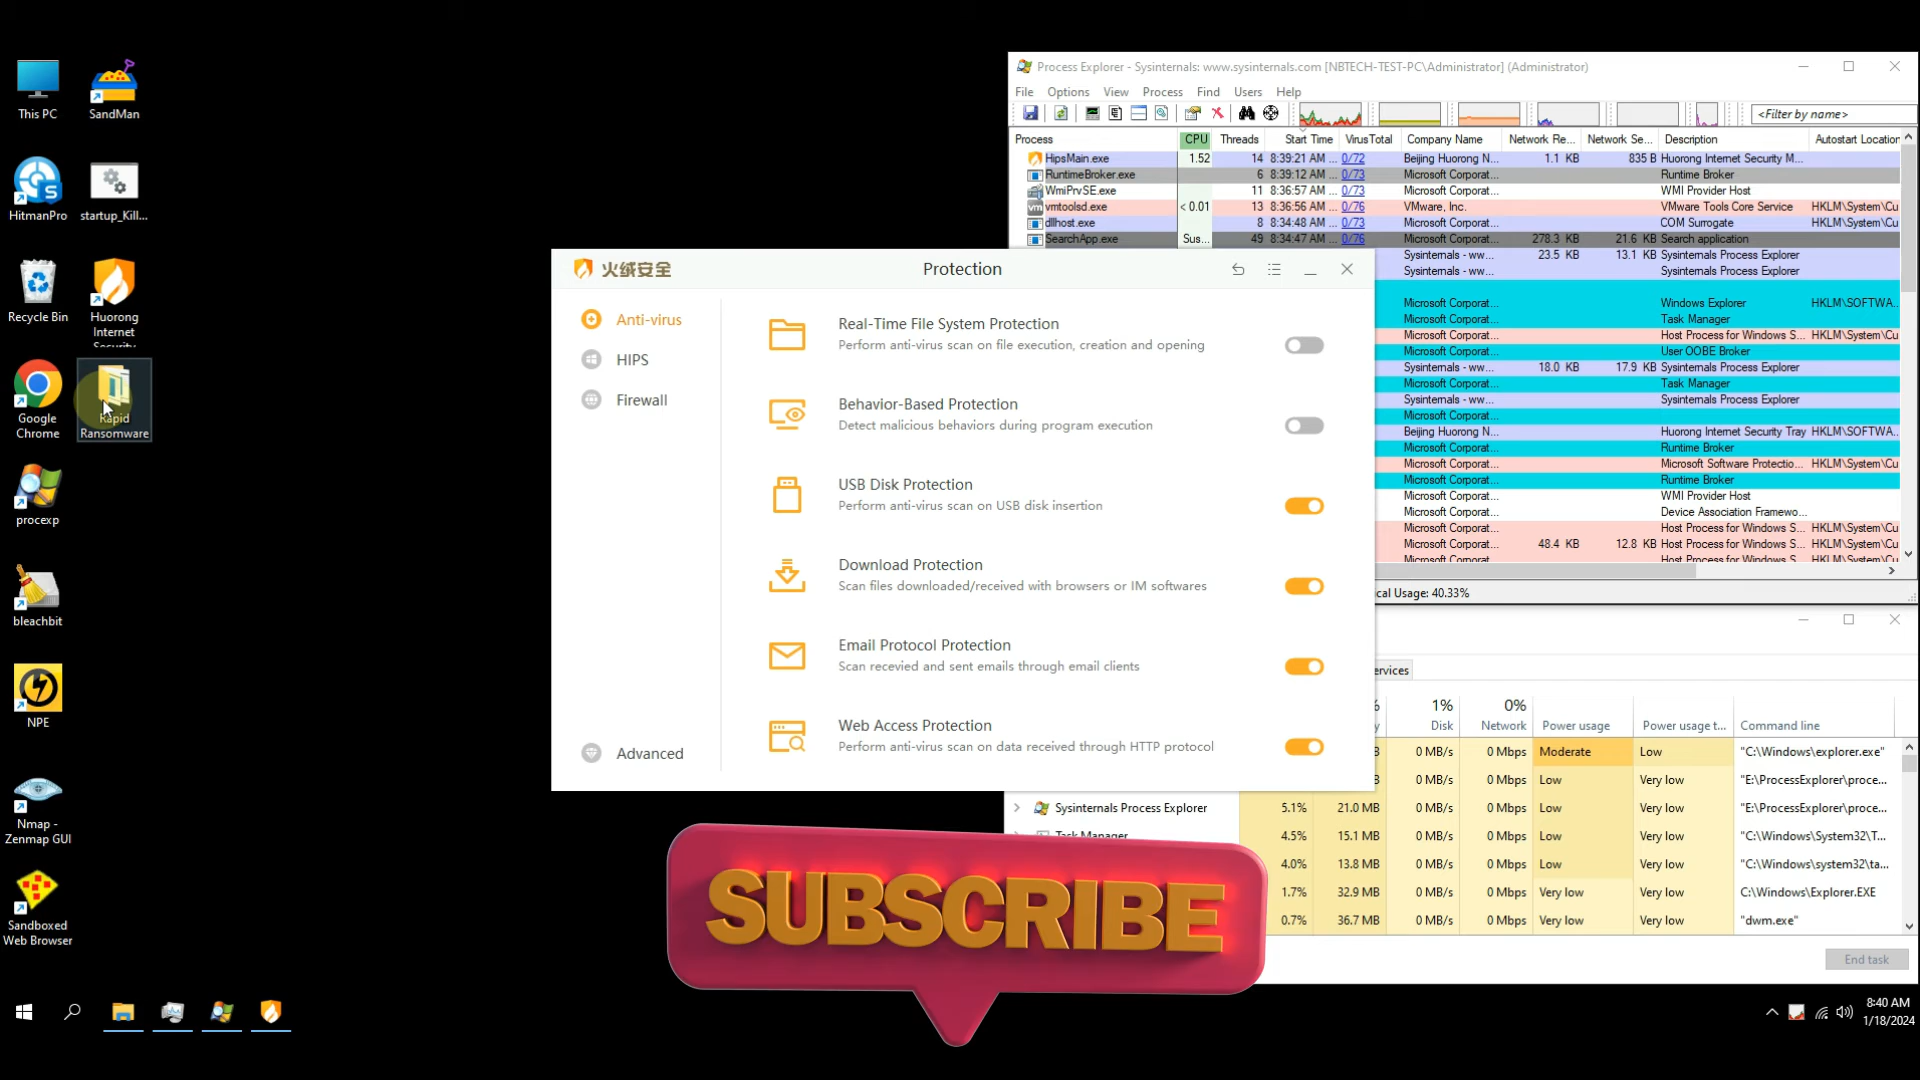 This PC
SandMan
HitmanPro
startup_Kill...
Recycle Bin
Huorong
Internet
Security
Google
Chrome
Rapid
Ransomware
procexp
bleachbit
NPE
Nmap -
Zenmap GUI
Sandboxed
Web Browser
Process Explorer - Sysinternals: www.sysinternals.com [NBTECH-TEST-PC\Administrator] (Administrator)
File Options View Process Find Users Help
<Filter by name>
Process CPU Threads Start Time VirusTotal Company Name Network Re... Network Se... Description Autostart Location
HipsMain.exe 1.52 14 8:39:21 AM ... 0/72 Beijing Huorong N... 1.1 KB 835 B Huorong Internet Security M...
RuntimeBroker.exe 6 8:39:12 AM ... 0/73 Microsoft Corporat... Runtime Broker
WmiPrvSE.exe 11 8:36:57 AM ... 0/73 Microsoft Corporat... WMI Provider Host
vmtoolsd.exe < 0.01 13 8:36:56 AM ... 0/76 VMware, Inc. VMware Tools Core Service HKLM\System\Cu
dllhost.exe 8 8:34:48 AM ... 0/73 Microsoft Corporat... COM Surrogate HKLM\System\Cu
SearchApp.exe Sus... 49 8:34:47 AM ... 0/76 Microsoft Corporat... 278.3 KB 21.6 KB Search application
Sysinternals - ww... 23.5 KB 13.1 KB Sysinternals Process Explorer
Sysinternals - ww... Sysinternals Process Explorer
Microsoft Corporat... Windows Explorer HKLM\SOFTWA...
Microsoft Corporat... Task Manager
Microsoft Corporat... Host Process for Windows S... HKLM\System\Cu
Microsoft Corporat... User OOBE Broker
Sysinternals - ww... 18.0 KB 17.9 KB Sysinternals Process Explorer
Microsoft Corporat... Task Manager
Sysinternals - ww... Sysinternals Process Explorer
Microsoft Corporat...
Beijing Huorong N... Huorong Internet Security Tray HKLM\SOFTWA...
Microsoft Corporat... Runtime Broker
Microsoft Corporat... Microsoft Software Protectio... HKLM\System\Cu
Microsoft Corporat... Runtime Broker
Microsoft Corporat... WMI Provider Host
Microsoft Corporat... Device Association Framewo...
Microsoft Corporat... Host Process for Windows S... HKLM\System\Cu
Microsoft Corporat... 48.4 KB 12.8 KB Host Process for Windows S... HKLM\System\Cu
Microsoft Corporat... Host Process for Windows S... HKLM\System\Cu
cal Usage: 40.33%
火绒安全
Protection
Anti-virus
HIPS
Firewall
Advanced
Real-Time File System Protection
Perform anti-virus scan on file execution, creation and opening
Behavior-Based Protection
Detect malicious behaviors during program execution
USB Disk Protection
Perform anti-virus scan on USB disk insertion
Download Protection
Scan files downloaded/received with browsers or IM softwares
Email Protocol Protection
Scan recevied and sent emails through email clients
Web Access Protection
Perform anti-virus scan on data received through HTTP protocol
ervices
% 1% 0%
y Disk Network Power usage Power usage t... Command line
B 0 MB/s 0 Mbps Moderate Low "C:\Windows\explorer.exe"
B 0 MB/s 0 Mbps Low Very low "E:\ProcessExplorer\proce...
Sysinternals Process Explorer 5.1% 21.0 MB 0 MB/s 0 Mbps Low Very low "E:\ProcessExplorer\proce...
Task Manager 4.5% 15.1 MB 0 MB/s 0 Mbps Low Very low "C:\Windows\System32\T...
4.0% 13.8 MB 0 MB/s 0 Mbps Low Very low "C:\Windows\system32\ta...
1.7% 32.9 MB 0 MB/s 0 Mbps Very low Very low C:\Windows\Explorer.EXE
0.7% 36.7 MB 0 MB/s 0 Mbps Very low Very low "dwm.exe"
End task
SUBSCRIBE
8:40 AM
1/18/2024